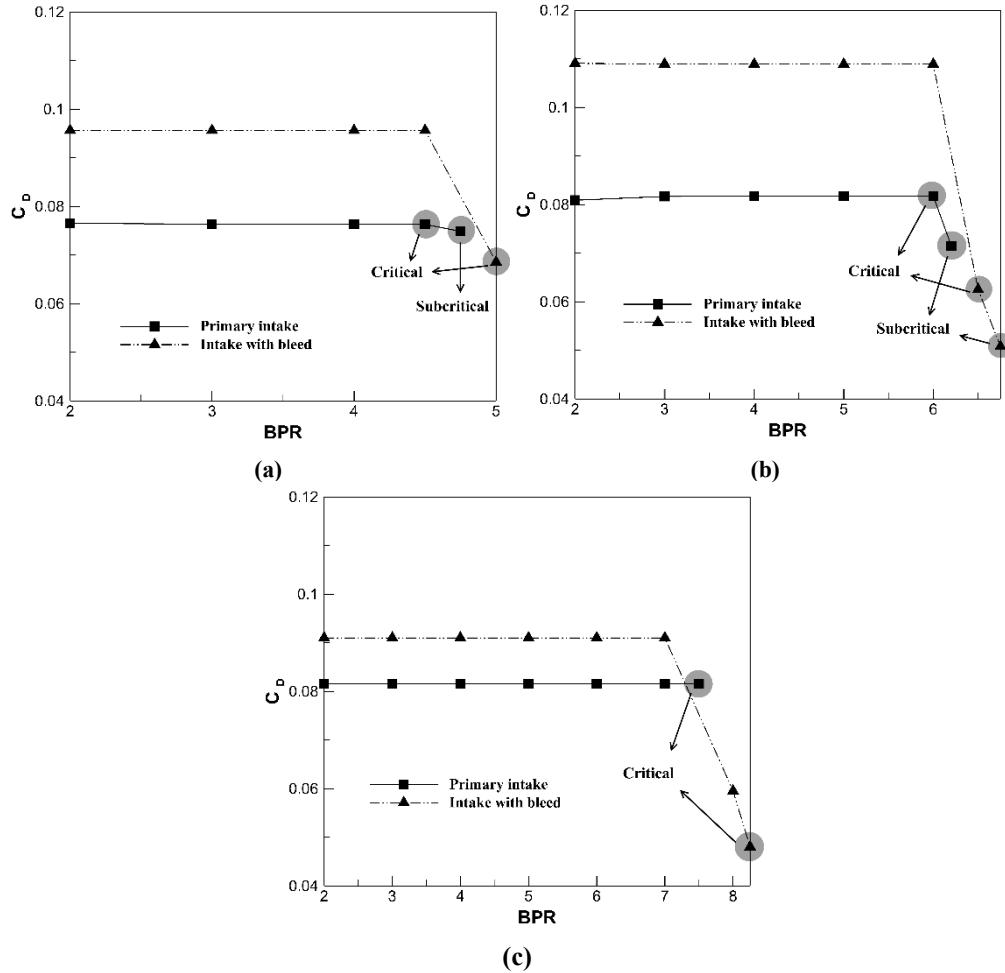 0.12
0.1
0.08
0.06
0.04
C_D
2
3
4
5
BPR
Critical
Subcritical
Primary intake
Intake with bleed
(a)
0.12
0.1
0.08
0.06
0.04
C_D
2
3
4
5
6
BPR
Critical
Subcritical
Primary intake
Intake with bleed
(b)
0.12
0.1
0.08
0.06
0.04
C_D
2
3
4
5
6
7
8
BPR
Critical
Primary intake
Intake with bleed
(c)